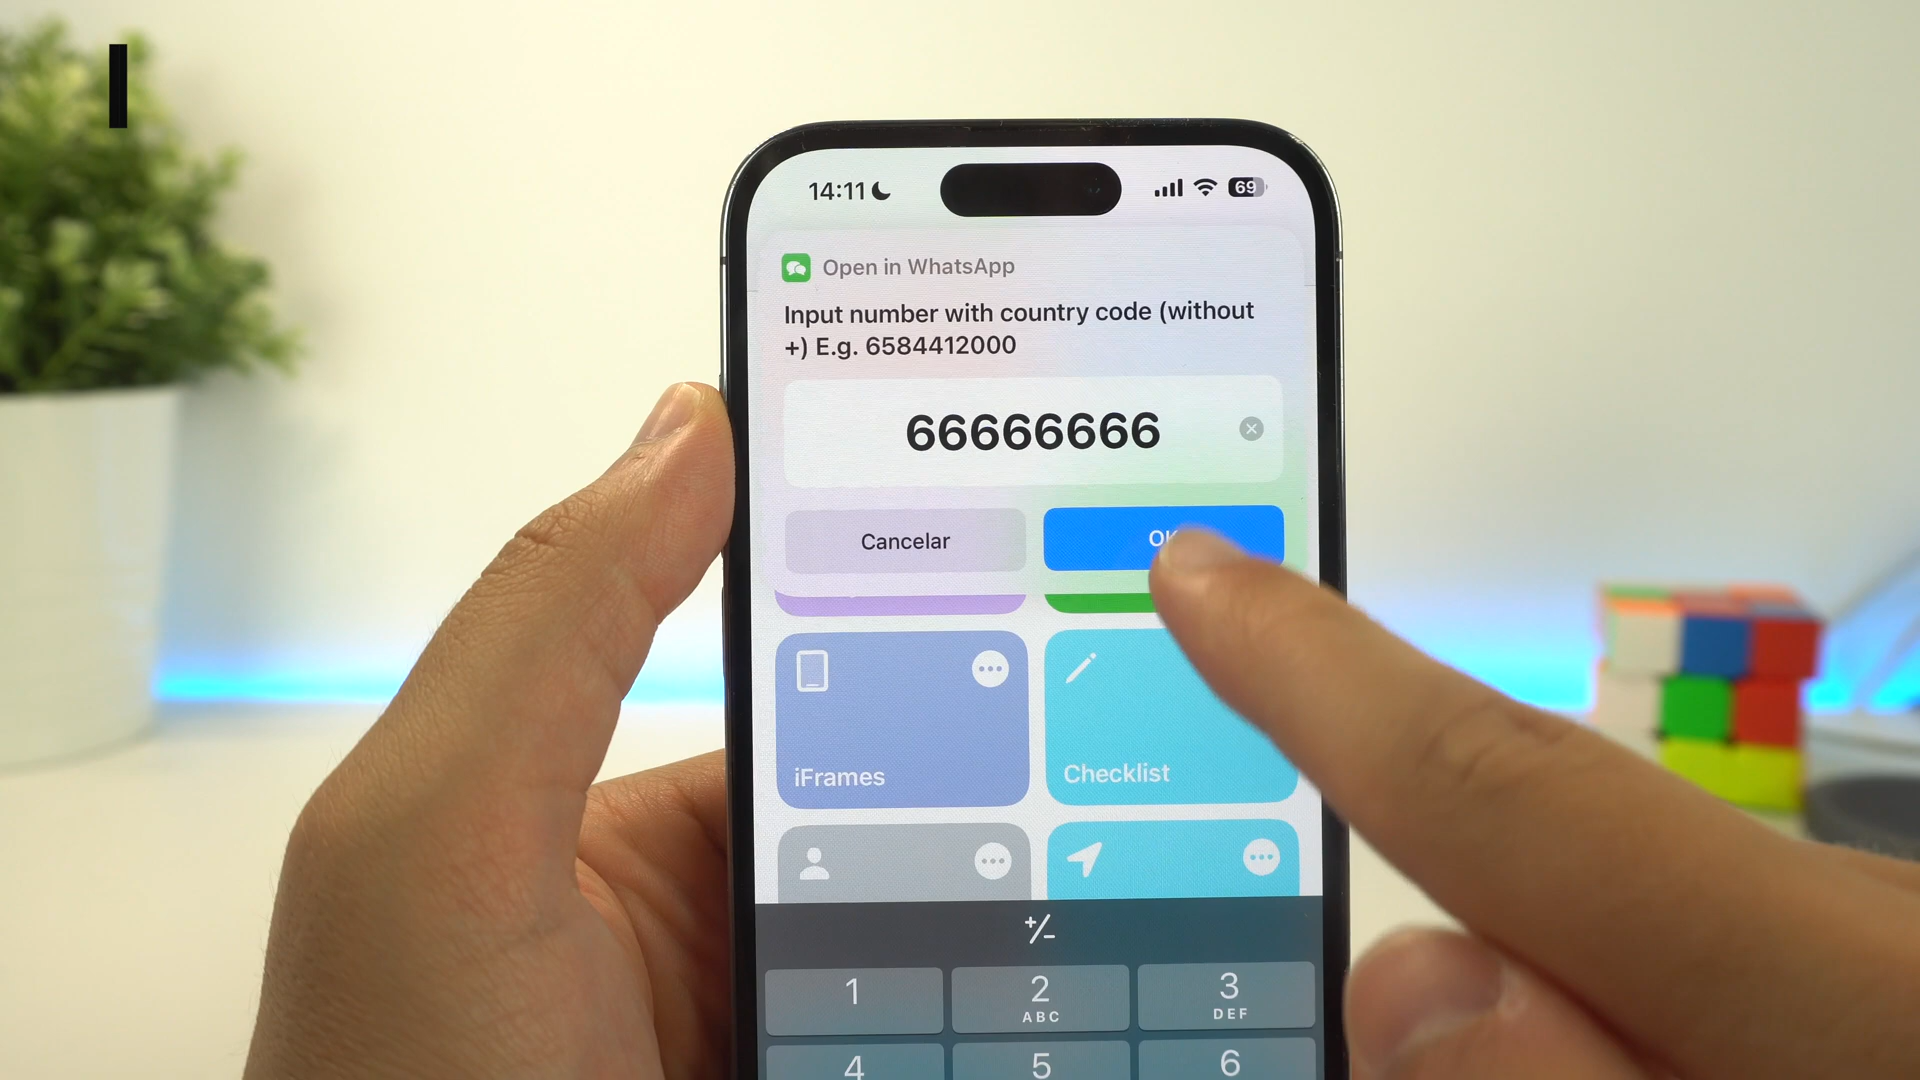 14:11
69
Open in WhatsApp
Input number with country code (without
+) E.g. 6584412000
66666666
Cancelar
OK
iFrames
Checklist
+/-
1
2
ABC
3
DEF
4
5
6